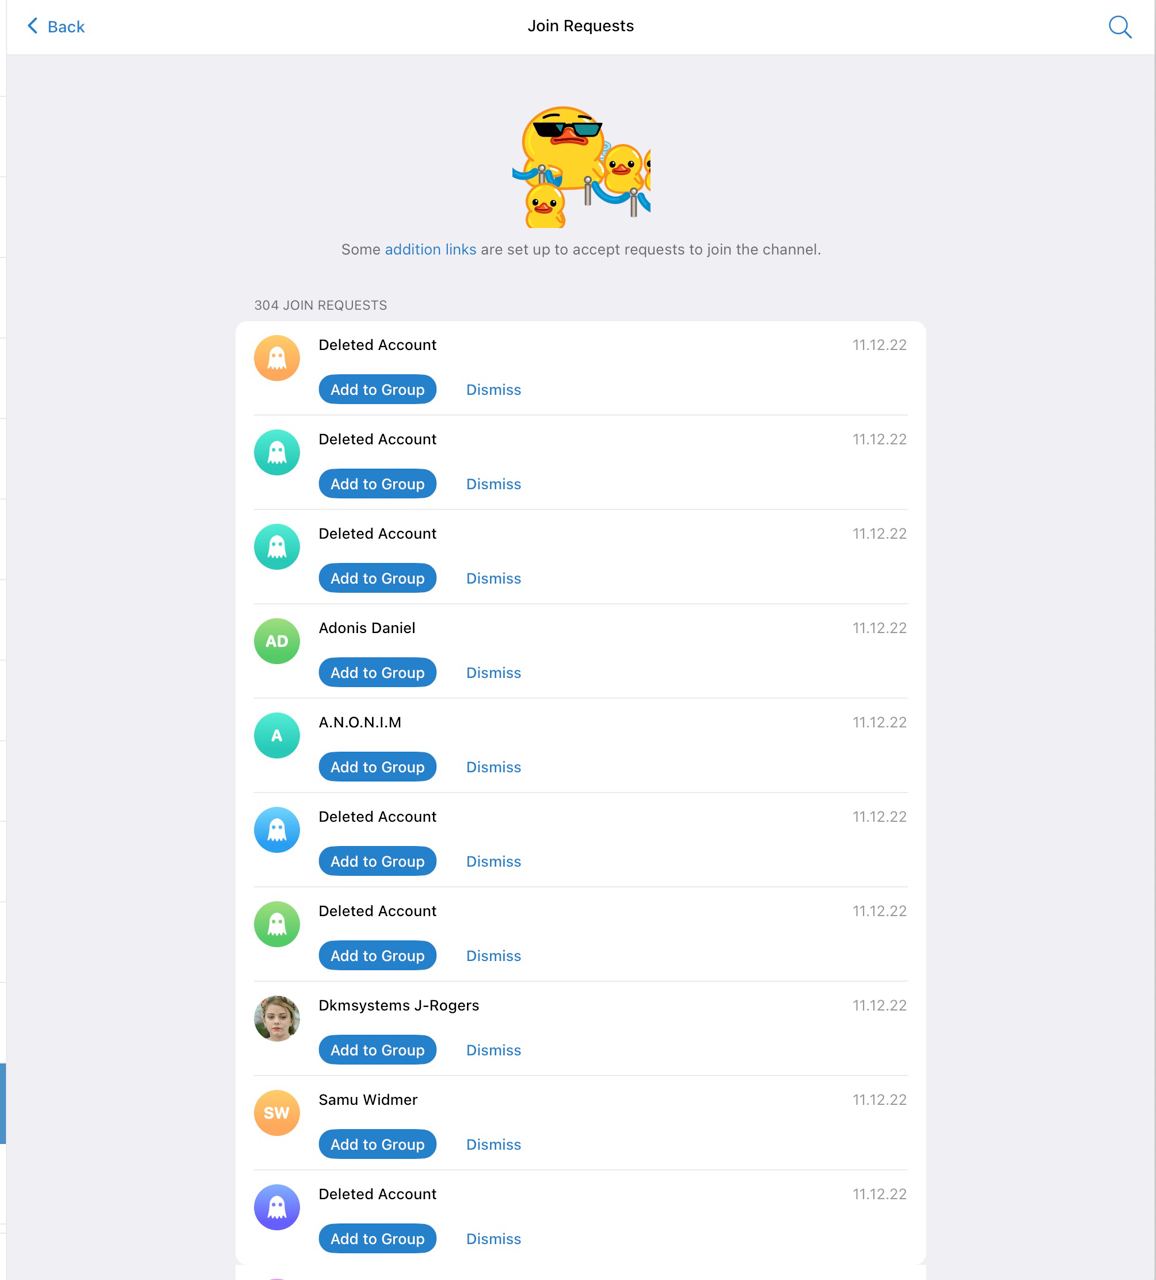 Back
Join Requests
Some addition links are set up to accept requests to join the channel.
304 JOIN REQUESTS
Deleted Account 11.12.22
Add to Group Dismiss
Deleted Account 11.12.22
Add to Group Dismiss
Deleted Account 11.12.22
Add to Group Dismiss
AD Adonis Daniel 11.12.22
Add to Group Dismiss
A A.N.O.N.I.M 11.12.22
Add to Group Dismiss
Deleted Account 11.12.22
Add to Group Dismiss
Deleted Account 11.12.22
Add to Group Dismiss
Dkmsystems J-Rogers 11.12.22
Add to Group Dismiss
SW Samu Widmer 11.12.22
Add to Group Dismiss
Deleted Account 11.12.22
Add to Group Dismiss